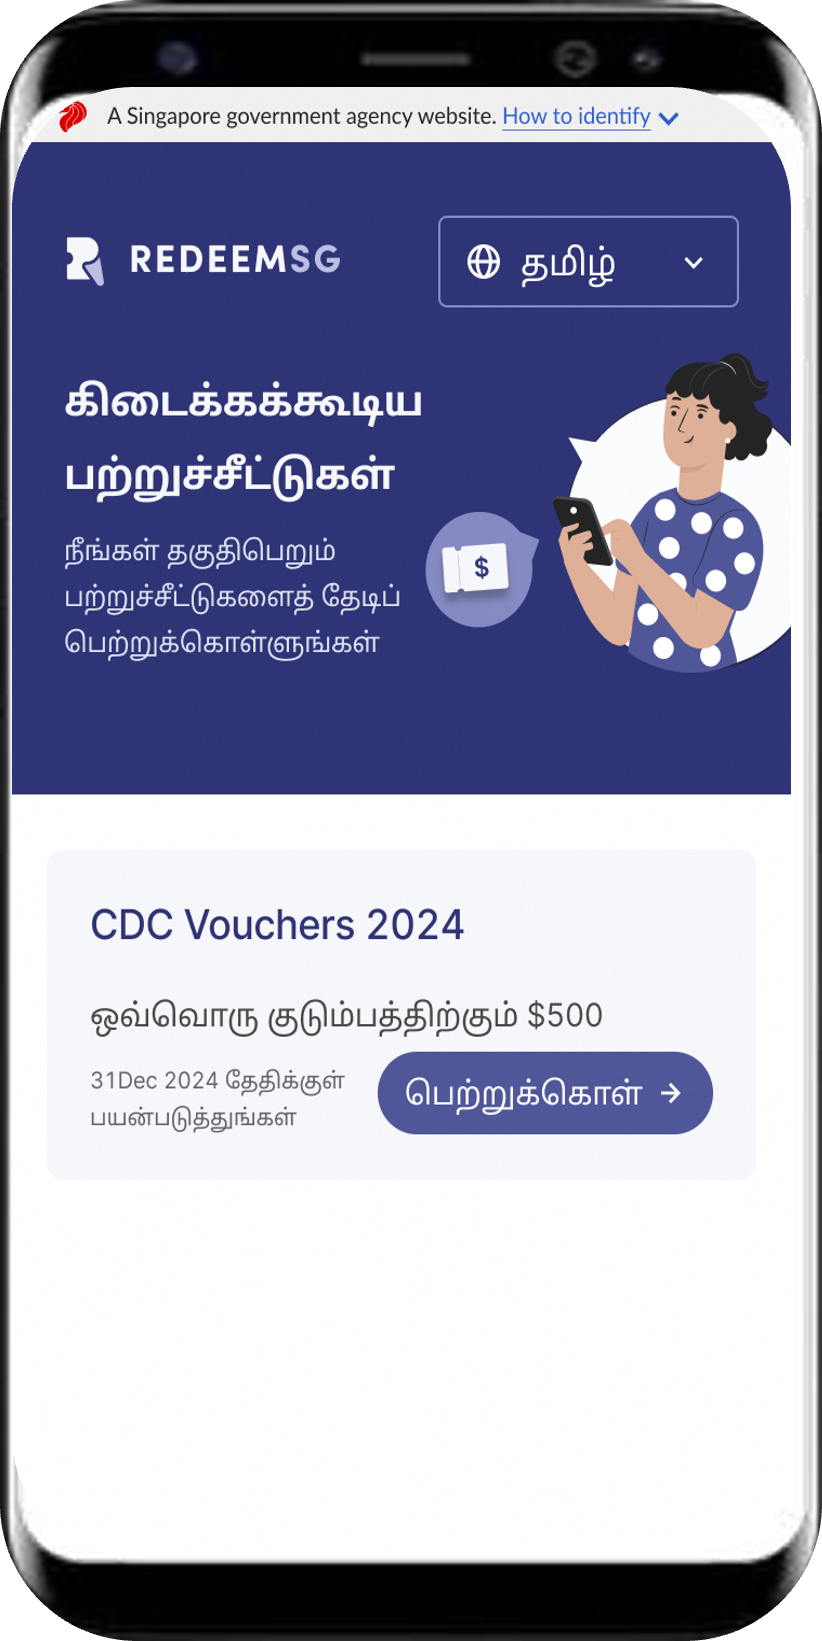 A Singapore government agency website. How to identify
REDEEMSG
தமிழ்
கிடைக்கக்கூடிய
பற்றுச்சீட்டுகள்
நீங்கள் தகுதிபெறும்
பற்றுச்சீட்டுகளைத் தேடிப்
பெற்றுக்கொள்ளுங்கள்
$
CDC Vouchers 2024
ஒவ்வொரு குடும்பத்திற்கும் $500
31Dec 2024 தேதிக்குள்
பயன்படுத்துங்கள்
பெற்றுக்கொள் →